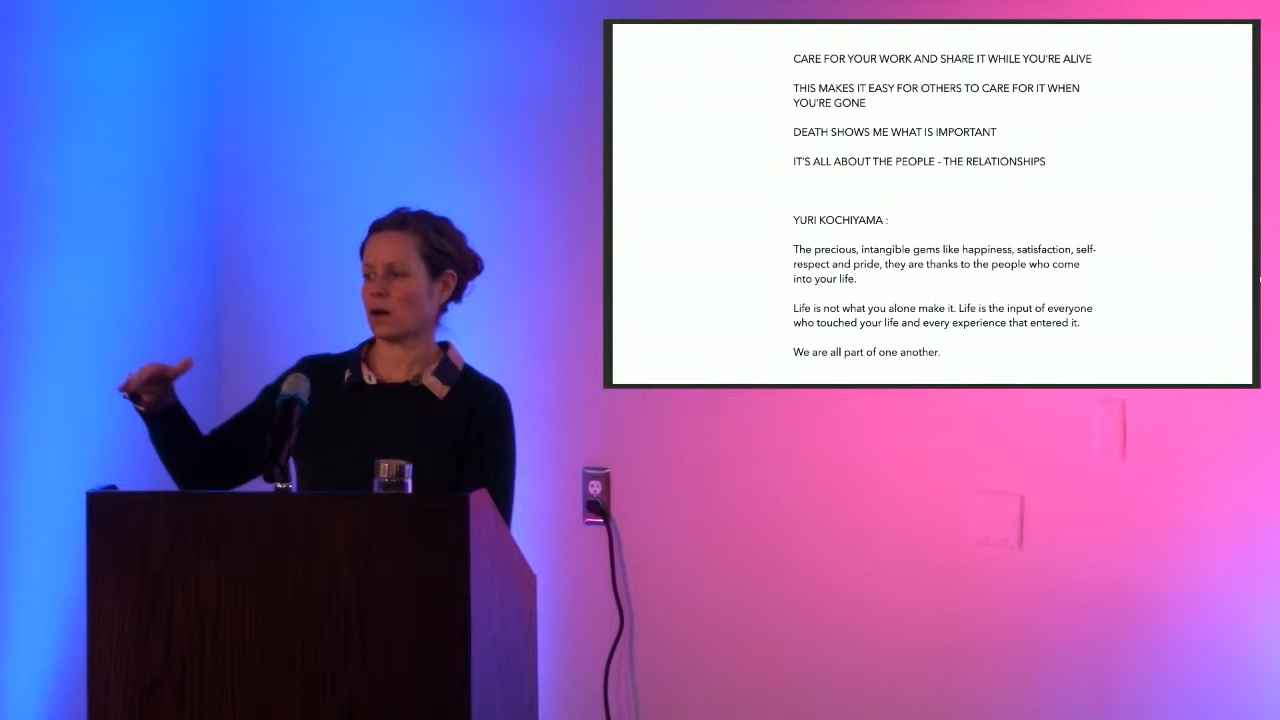 CARE FOR YOUR WORK AND SHARE IT WHILE YOU'RE ALIVE
THIS MAKES IT EASY FOR OTHERS TO CARE FOR IT WHEN
YOU'RE GONE
DEATH SHOWS ME WHAT IS IMPORTANT
IT'S ALL ABOUT THE PEOPLE - THE RELATIONSHIPS
YURI KOCHIYAMA :
The precious, intangible gems like happiness, satisfaction, self-
respect and pride, they are thanks to the people who come
into your life.
Life is not what you alone make it. Life is the input of everyone
who touched your life and every experience that entered it.
We are all part of one another.